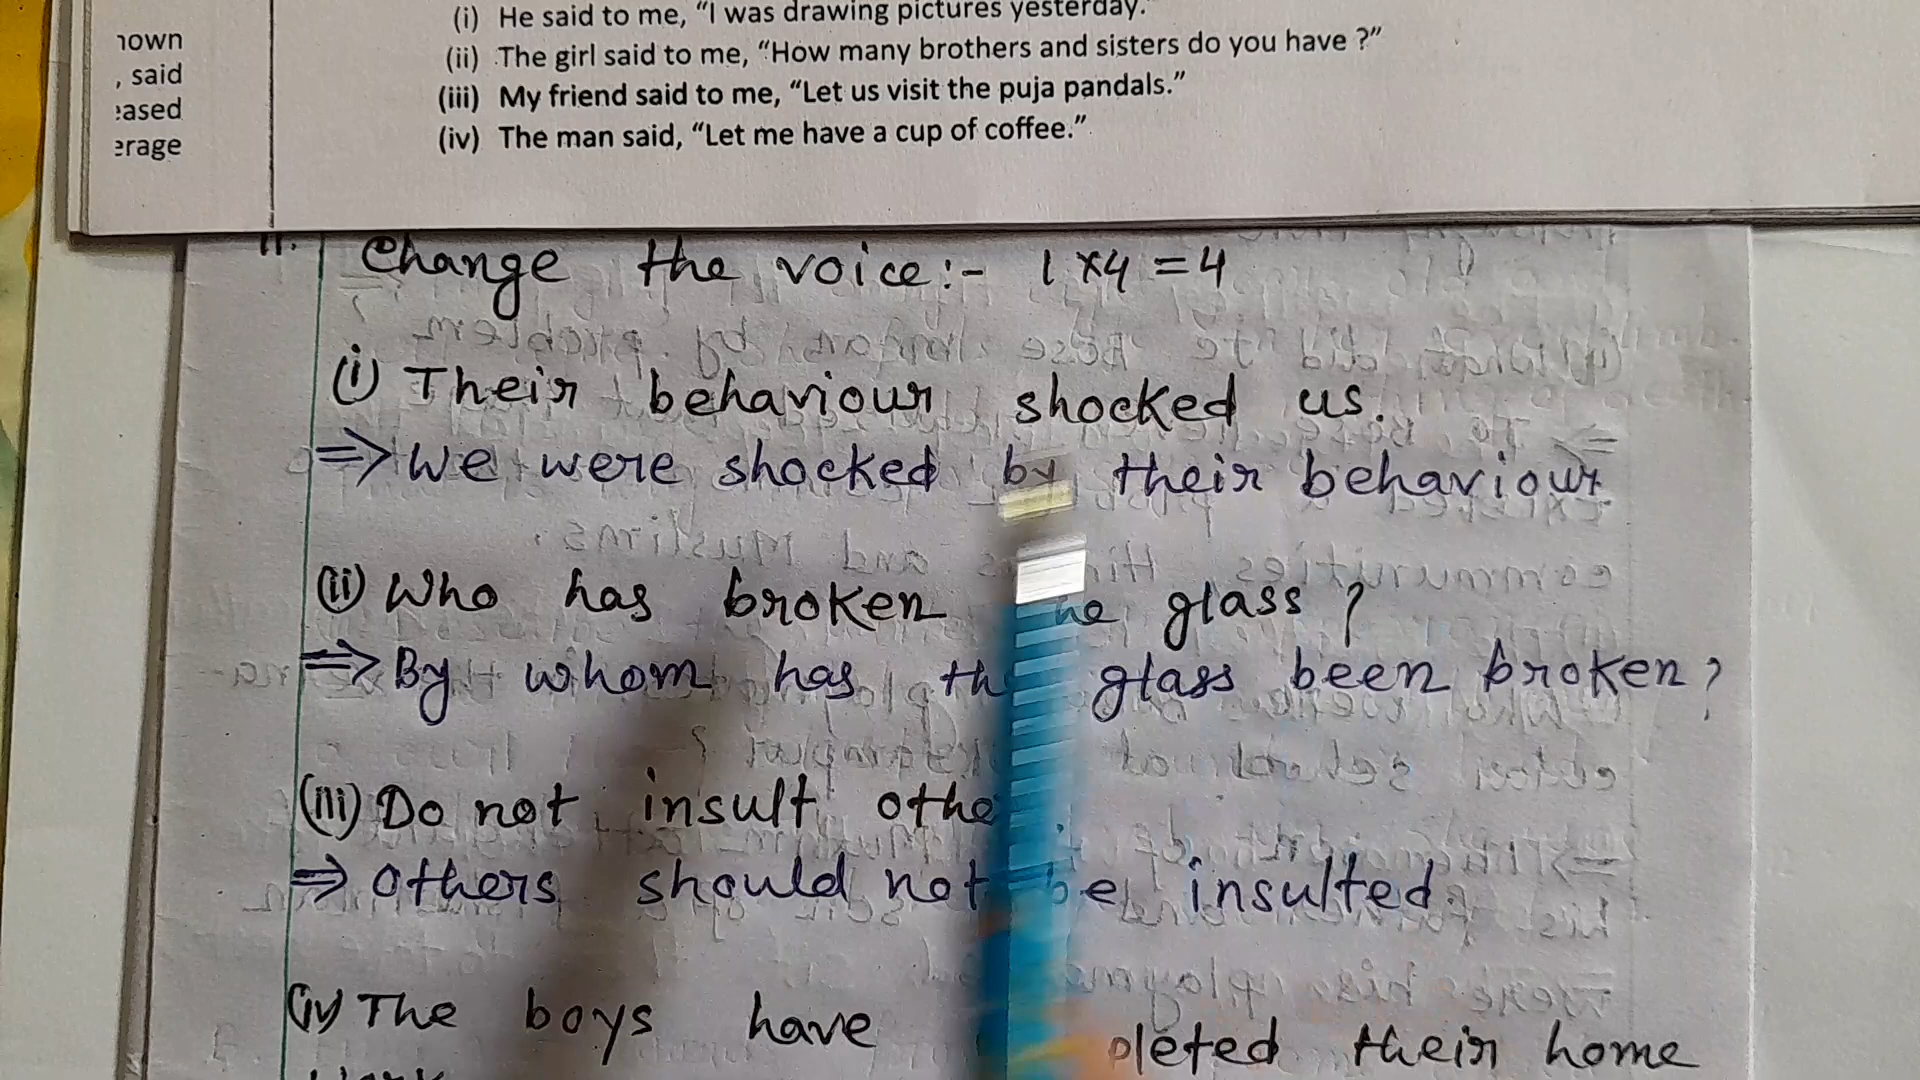 (i) He said to me, “I was drawing pictures yesterday.”
nown
(ii) The girl said to me, “How many brothers and sisters do you have ?”
, said
(iii) My friend said to me, “Let us visit the puja pandals.”
eased
(iv) The man said, “Let me have a cup of coffee.”
erage
11. Change the voice:- 1×4=4
(i) Their behaviour shocked us.
⇒ We were shocked by their behaviour
(ii) Who has broken glass ?
⇒ By whom has glass been broken?
(iii) Do not insult
⇒ Others should not be insulted.
(iv) The boys have their home